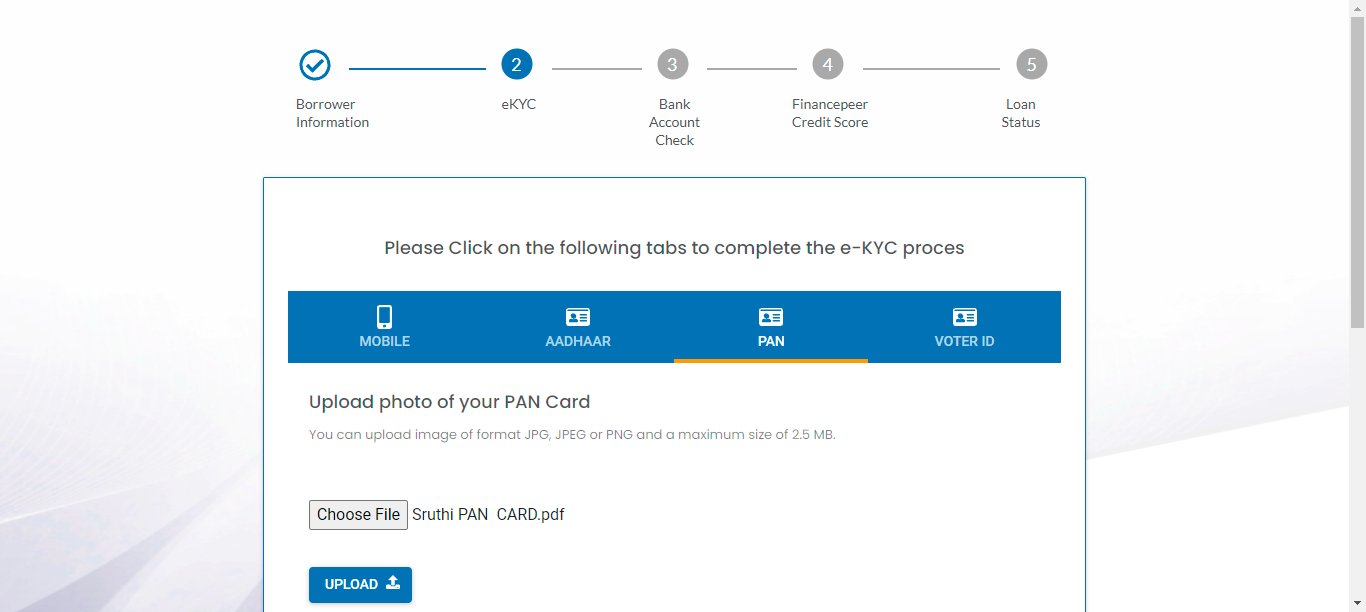 2
3
4
5
Borrower
Information
eKYC
Bank
Account
Check
Financepeer
Credit Score
Loan
Status
Please Click on the following tabs to complete the e-KYC proces
MOBILE
AADHAAR
PAN
VOTER ID
Upload photo of your PAN Card
You can upload image of format JPG, JPEG or PNG and a maximum size of 2.5 MB.
Choose File Sruthi PAN  CARD.pdf
UPLOAD